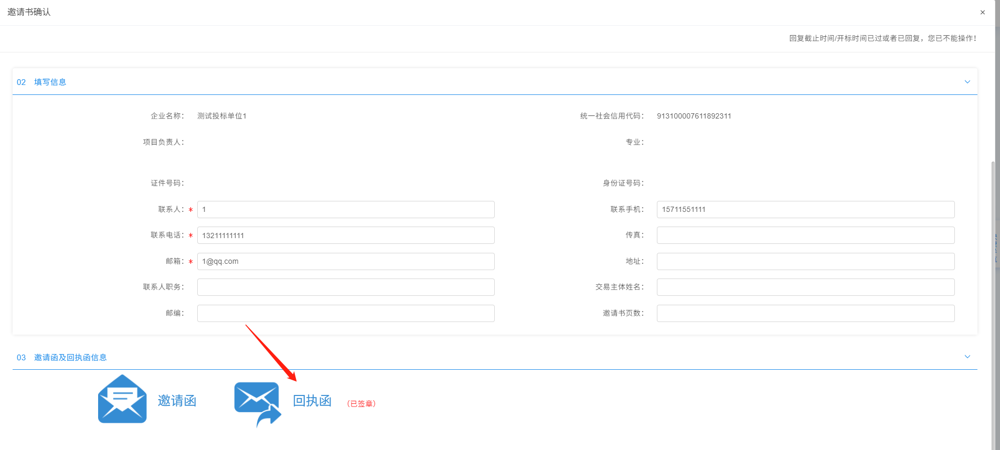 邀请书确认
×
回复截止时间/开标时间已过或者已回复，您已不能操作！
02 填写信息
企业名称： 测试投标单位1 统一社会信用代码： 913100007611892311
项目负责人： 专业：
证件号码： 身份证号码：
联系人：* 1 联系手机： 15711551111
联系电话：* 13211111111 传真：
邮箱：* 1@qq.com 地址：
联系人职务： 交易主体姓名：
邮编： 邀请书页数：
03 邀请函及回执函信息
邀请函 回执函 （已签章）